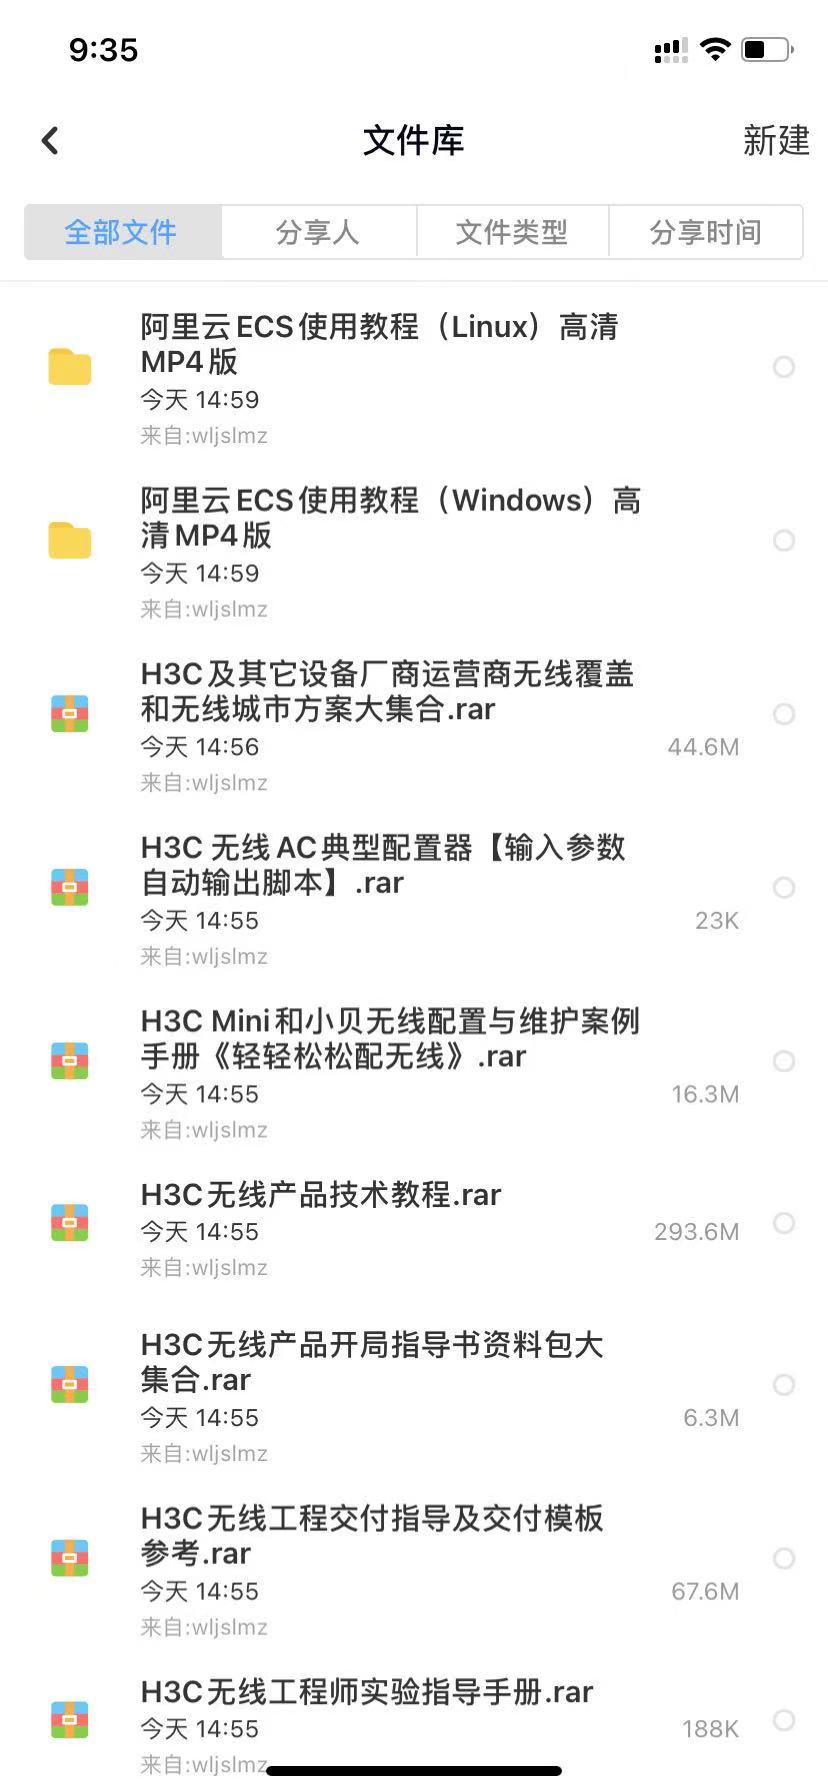 9:35
文件库
新建
全部文件
分享人
文件类型
分享时间
阿里云ECS使用教程（Linux）高清
MP4版
今天 14:59
来自:wljslmz
阿里云ECS使用教程（Windows）高
清MP4版
今天 14:59
来自:wljslmz
H3C及其它设备厂商运营商无线覆盖
和无线城市方案大集合.rar
今天 14:56
44.6M
来自:wljslmz
H3C 无线AC典型配置器【输入参数
自动输出脚本】.rar
今天 14:55
23K
来自:wljslmz
H3C Mini和小贝无线配置与维护案例
手册《轻轻松松配无线》.rar
今天 14:55
16.3M
来自:wljslmz
H3C无线产品技术教程.rar
今天 14:55
293.6M
来自:wljslmz
H3C无线产品开局指导书资料包大
集合.rar
今天 14:55
6.3M
来自:wljslmz
H3C无线工程交付指导及交付模板
参考.rar
今天 14:55
67.6M
来自:wljslmz
H3C无线工程师实验指导手册.rar
今天 14:55
188K
来自:wljslmz